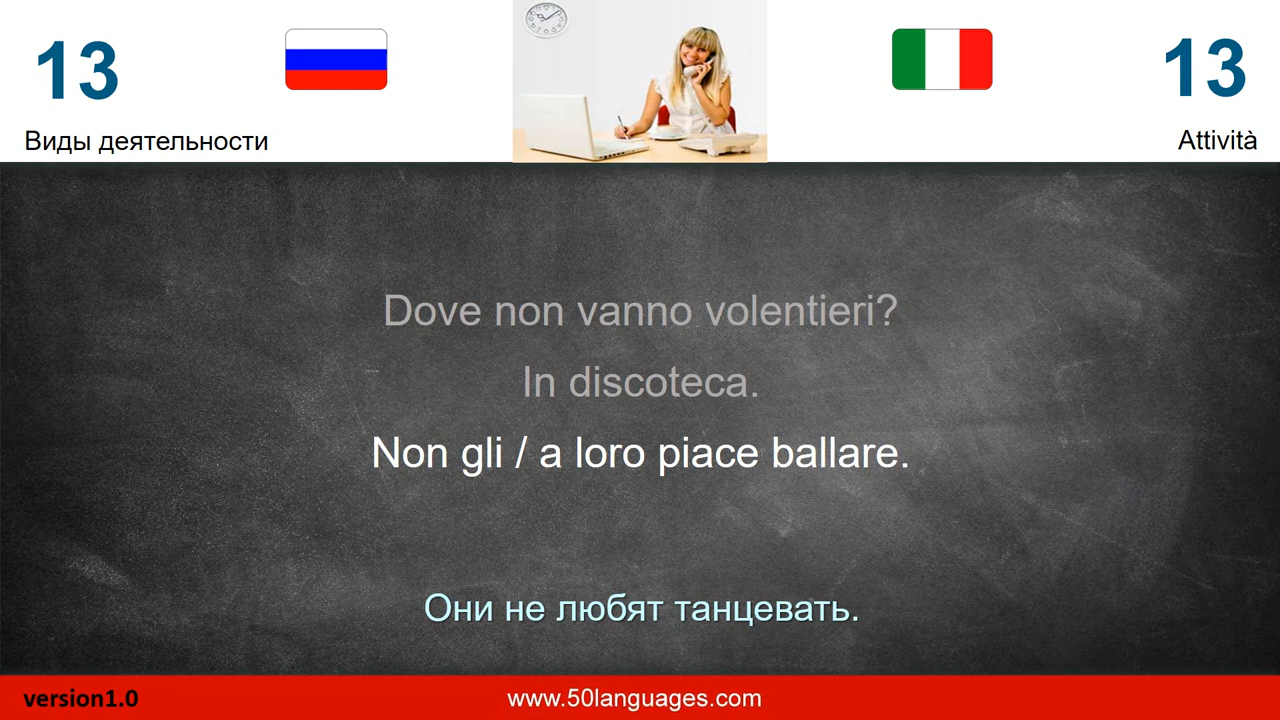 13
13
Виды деятельности
Attività
Dove non vanno volentieri?
In discoteca.
Non gli / a loro piace ballare.
Они не любят танцевать.
version1.0
www.50languages.com